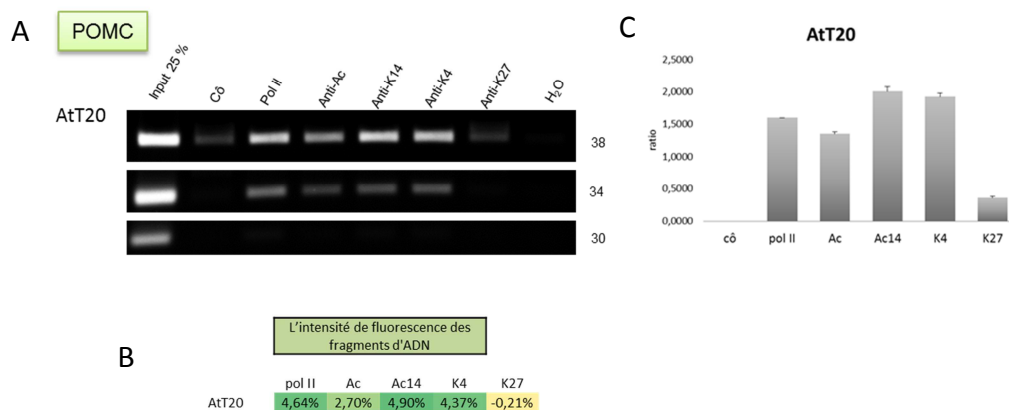 A
POMC
Input 25 %
Cô
Pol II
Anti-Ac
Anti-K14
Anti-K4
Anti-K27
H₂O
AtT20
38
34
30
B
L'intensité de fluorescence des
fragments d'ADN
pol II Ac Ac14 K4 K27
AtT20 4,64% 2,70% 4,90% 4,37% -0,21%
C
AtT20
ratio
2,5000
2,0000
1,5000
1,0000
0,5000
0,0000
cô pol II Ac Ac14 K4 K27